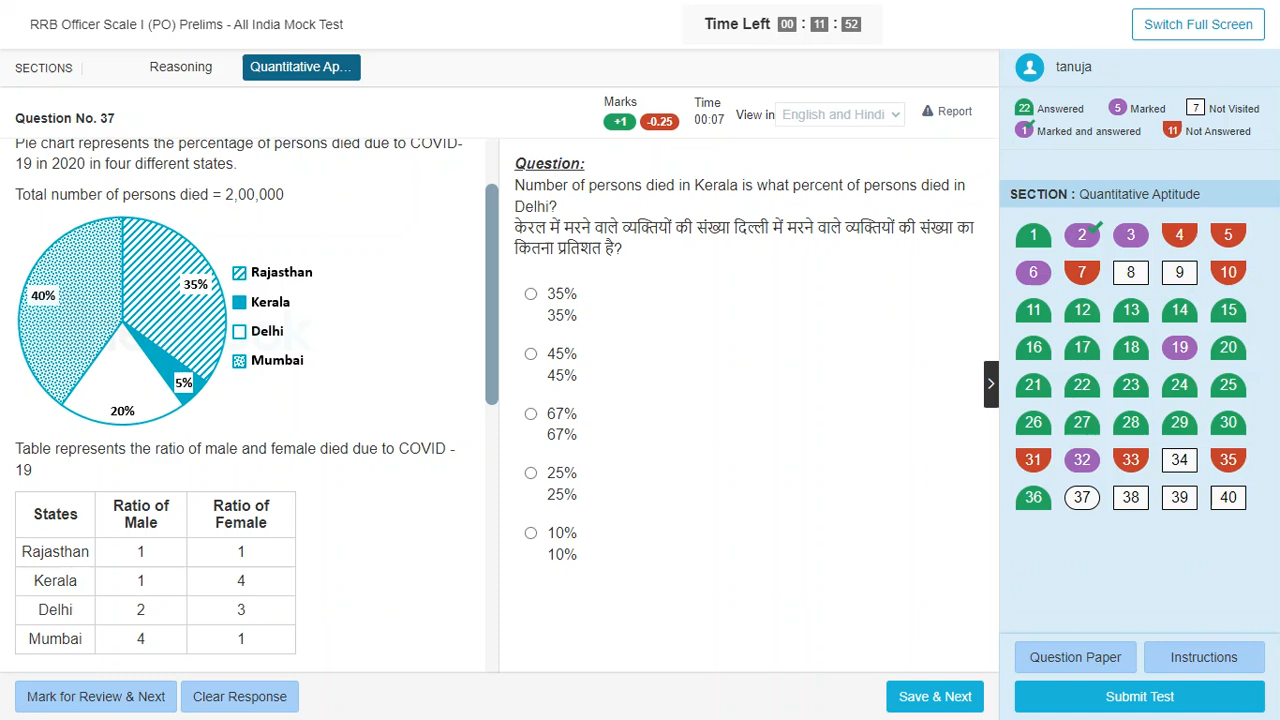 RRB Officer Scale I (PO) Prelims - All India Mock Test
Time Left 00 : 11 : 52
Switch Full Screen
SECTIONS
Reasoning
Quantitative Ap...
tanuja
Question No. 37
Marks
+1 -0.25
Time
00:07
View in English and Hindi
Report
22 Answered
5 Marked
7 Not Visited
1 Marked and answered
11 Not Answered
Pie chart represents the percentage of persons died due to COVID-
19 in 2020 in four different states.
Total number of persons died = 2,00,000
40%
35%
5%
20%
Rajasthan
Kerala
Delhi
Mumbai
Table represents the ratio of male and female died due to COVID -
19
States Ratio of Male Ratio of Female
Rajasthan 1 1
Kerala 1 4
Delhi 2 3
Mumbai 4 1
Question:
Number of persons died in Kerala is what percent of persons died in
Delhi?
केरल में मरने वाले व्यक्तियों की संख्या दिल्ली में मरने वाले व्यक्तियों की संख्या का
कितना प्रतिशत है?
35%
35%
45%
45%
67%
67%
25%
25%
10%
10%
SECTION : Quantitative Aptitude
1 2 3 4 5
6 7 8 9 10
11 12 13 14 15
16 17 18 19 20
21 22 23 24 25
26 27 28 29 30
31 32 33 34 35
36 37 38 39 40
Question Paper
Instructions
Mark for Review & Next
Clear Response
Save & Next
Submit Test